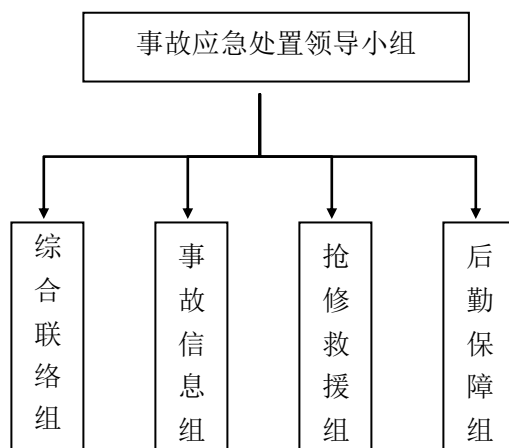 事故应急处置领导小组
综合联络组
事故信息组
抢修救援组
后勤保障组